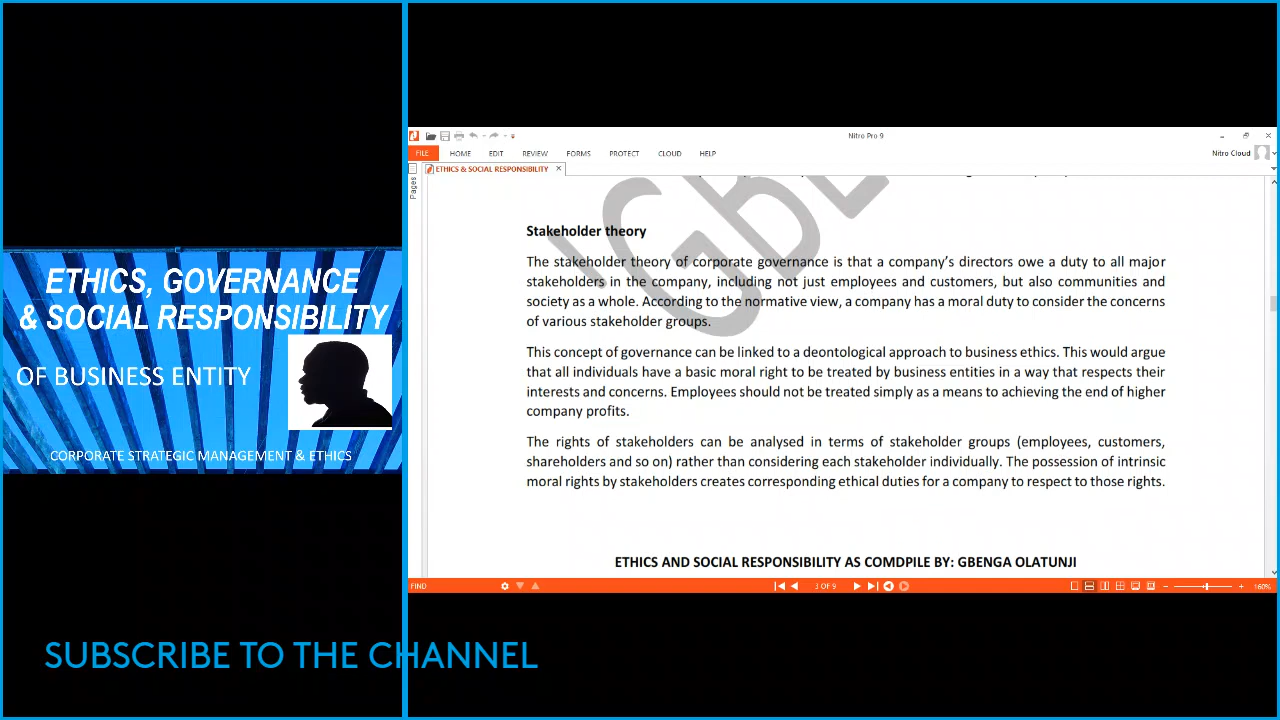 ETHICS, GOVERNANCE
& SOCIAL RESPONSIBILITY
OF BUSINESS ENTITY
CORPORATE STRATEGIC MANAGEMENT & ETHICS
Nitro Pro 9
FILE HOME EDIT REVIEW FORMS PROTECT CLOUD HELP Nitro Cloud
ETHICS & SOCIAL RESPONSIBILITY
Pages
Stakeholder theory
The stakeholder theory of corporate governance is that a company's directors owe a duty to all major
stakeholders in the company, including not just employees and customers, but also communities and
society as a whole. According to the normative view, a company has a moral duty to consider the concerns
of various stakeholder groups.
This concept of governance can be linked to a deontological approach to business ethics. This would argue
that all individuals have a basic moral right to be treated by business entities in a way that respects their
interests and concerns. Employees should not be treated simply as a means to achieving the end of higher
company profits.
The rights of stakeholders can be analysed in terms of stakeholder groups (employees, customers,
shareholders and so on) rather than considering each stakeholder individually. The possession of intrinsic
moral rights by stakeholders creates corresponding ethical duties for a company to respect to those rights.
ETHICS AND SOCIAL RESPONSIBILITY AS COMDPILE BY: GBENGA OLATUNJI
FIND 3 OF 9 160%
SUBSCRIBE TO THE CHANNEL